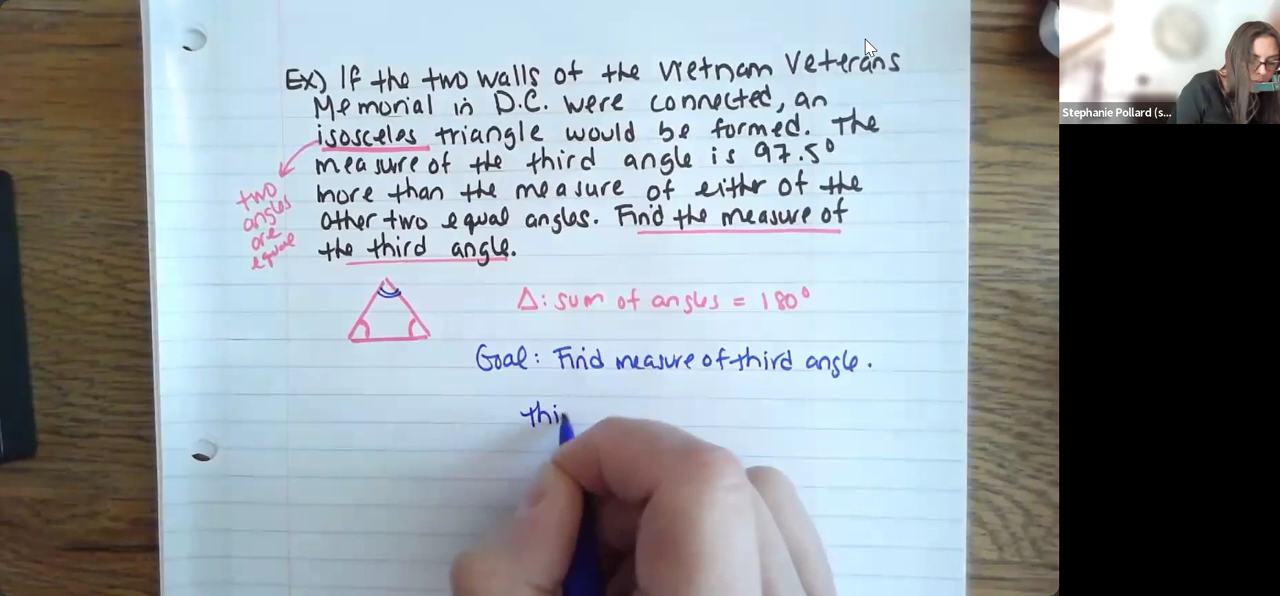 Ex) If the two walls of the Vietnam Veterans
Memorial in D.C. were connected, an
isosceles triangle would be formed. The
measure of the third angle is 97.5°
more than the measure of either of the
other two equal angles. Find the measure of
the third angle.
two
angles
are
equal
Δ: sum of angles = 180°
Goal: Find measure of third angle.
thi
Stephanie Pollard (s...